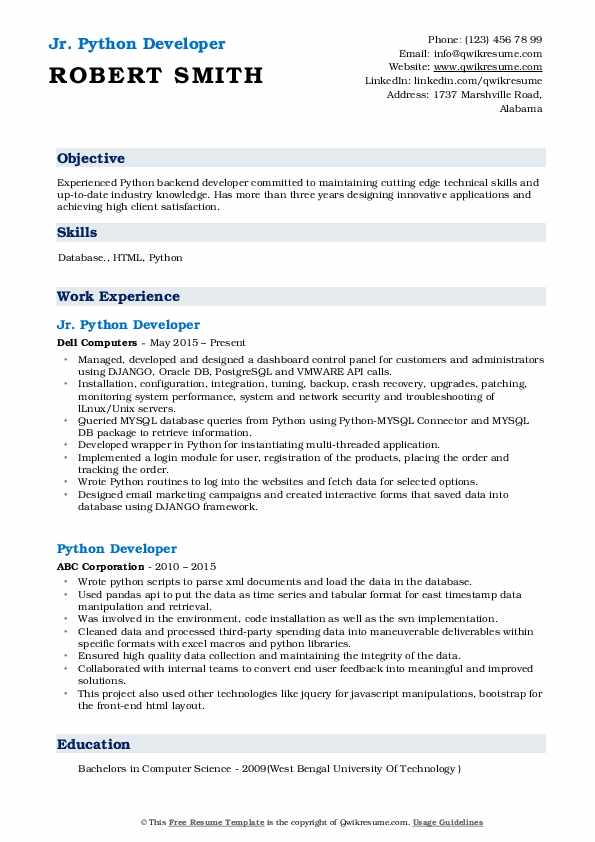 Jr. Python Developer
ROBERT SMITH
Phone: (123) 456 78 99
Email: info@qwikresume.com
Website: www.qwikresume.com
LinkedIn: linkedin.com/qwikresume
Address: 1737 Marshville Road,
Alabama
Objective
Experienced Python backend developer committed to maintaining cutting edge technical skills and
up-to-date industry knowledge. Has more than three years designing innovative applications and
achieving high client satisfaction.
Skills
Database., HTML, Python
Work Experience
Jr. Python Developer
Dell Computers - May 2015 – Present
• Managed, developed and designed a dashboard control panel for customers and administrators
using DJANGO, Oracle DB, PostgreSQL and VMWARE API calls.
• Installation, configuration, integration, tuning, backup, crash recovery, upgrades, patching,
monitoring system performance, system and network security and troubleshooting of
lLnux/Unix servers.
• Queried MYSQL database queries from Python using Python-MYSQL Connector and MYSQL
DB package to retrieve information.
• Developed wrapper in Python for instantiating multi-threaded application.
• Implemented a login module for user, registration of the products, placing the order and
tracking the order.
• Wrote Python routines to log into the websites and fetch data for selected options.
• Designed email marketing campaigns and created interactive forms that saved data into
database using DJANGO framework.
Python Developer
ABC Corporation - 2010 – 2015
• Wrote python scripts to parse xml documents and load the data in the database.
• Used pandas api to put the data as time series and tabular format for east timestamp data
manipulation and retrieval.
• Was involved in the environment, code installation as well as the svn implementation.
• Cleaned data and processed third-party spending data into maneuverable deliverables within
specific formats with excel macros and python libraries.
• Ensured high quality data collection and maintaining the integrity of the data.
• Collaborated with internal teams to convert end user feedback into meaningful and improved
solutions.
• This project also used other technologies like jquery for javascript manipulations, bootstrap for
the front-end html layout.
Education
Bachelors in Computer Science - 2009(West Bengal University Of Technology )
© This Free Resume Template is the copyright of Qwikresume.com. Usage Guidelines